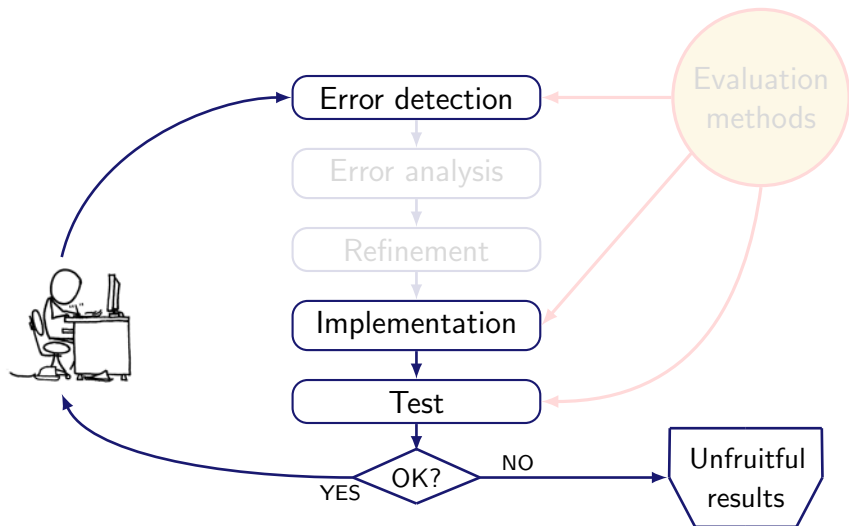 Error detection
Evaluation
methods
Error analysis
Refinement
Implementation
Test
OK?
YES
NO
Unfruitful
results